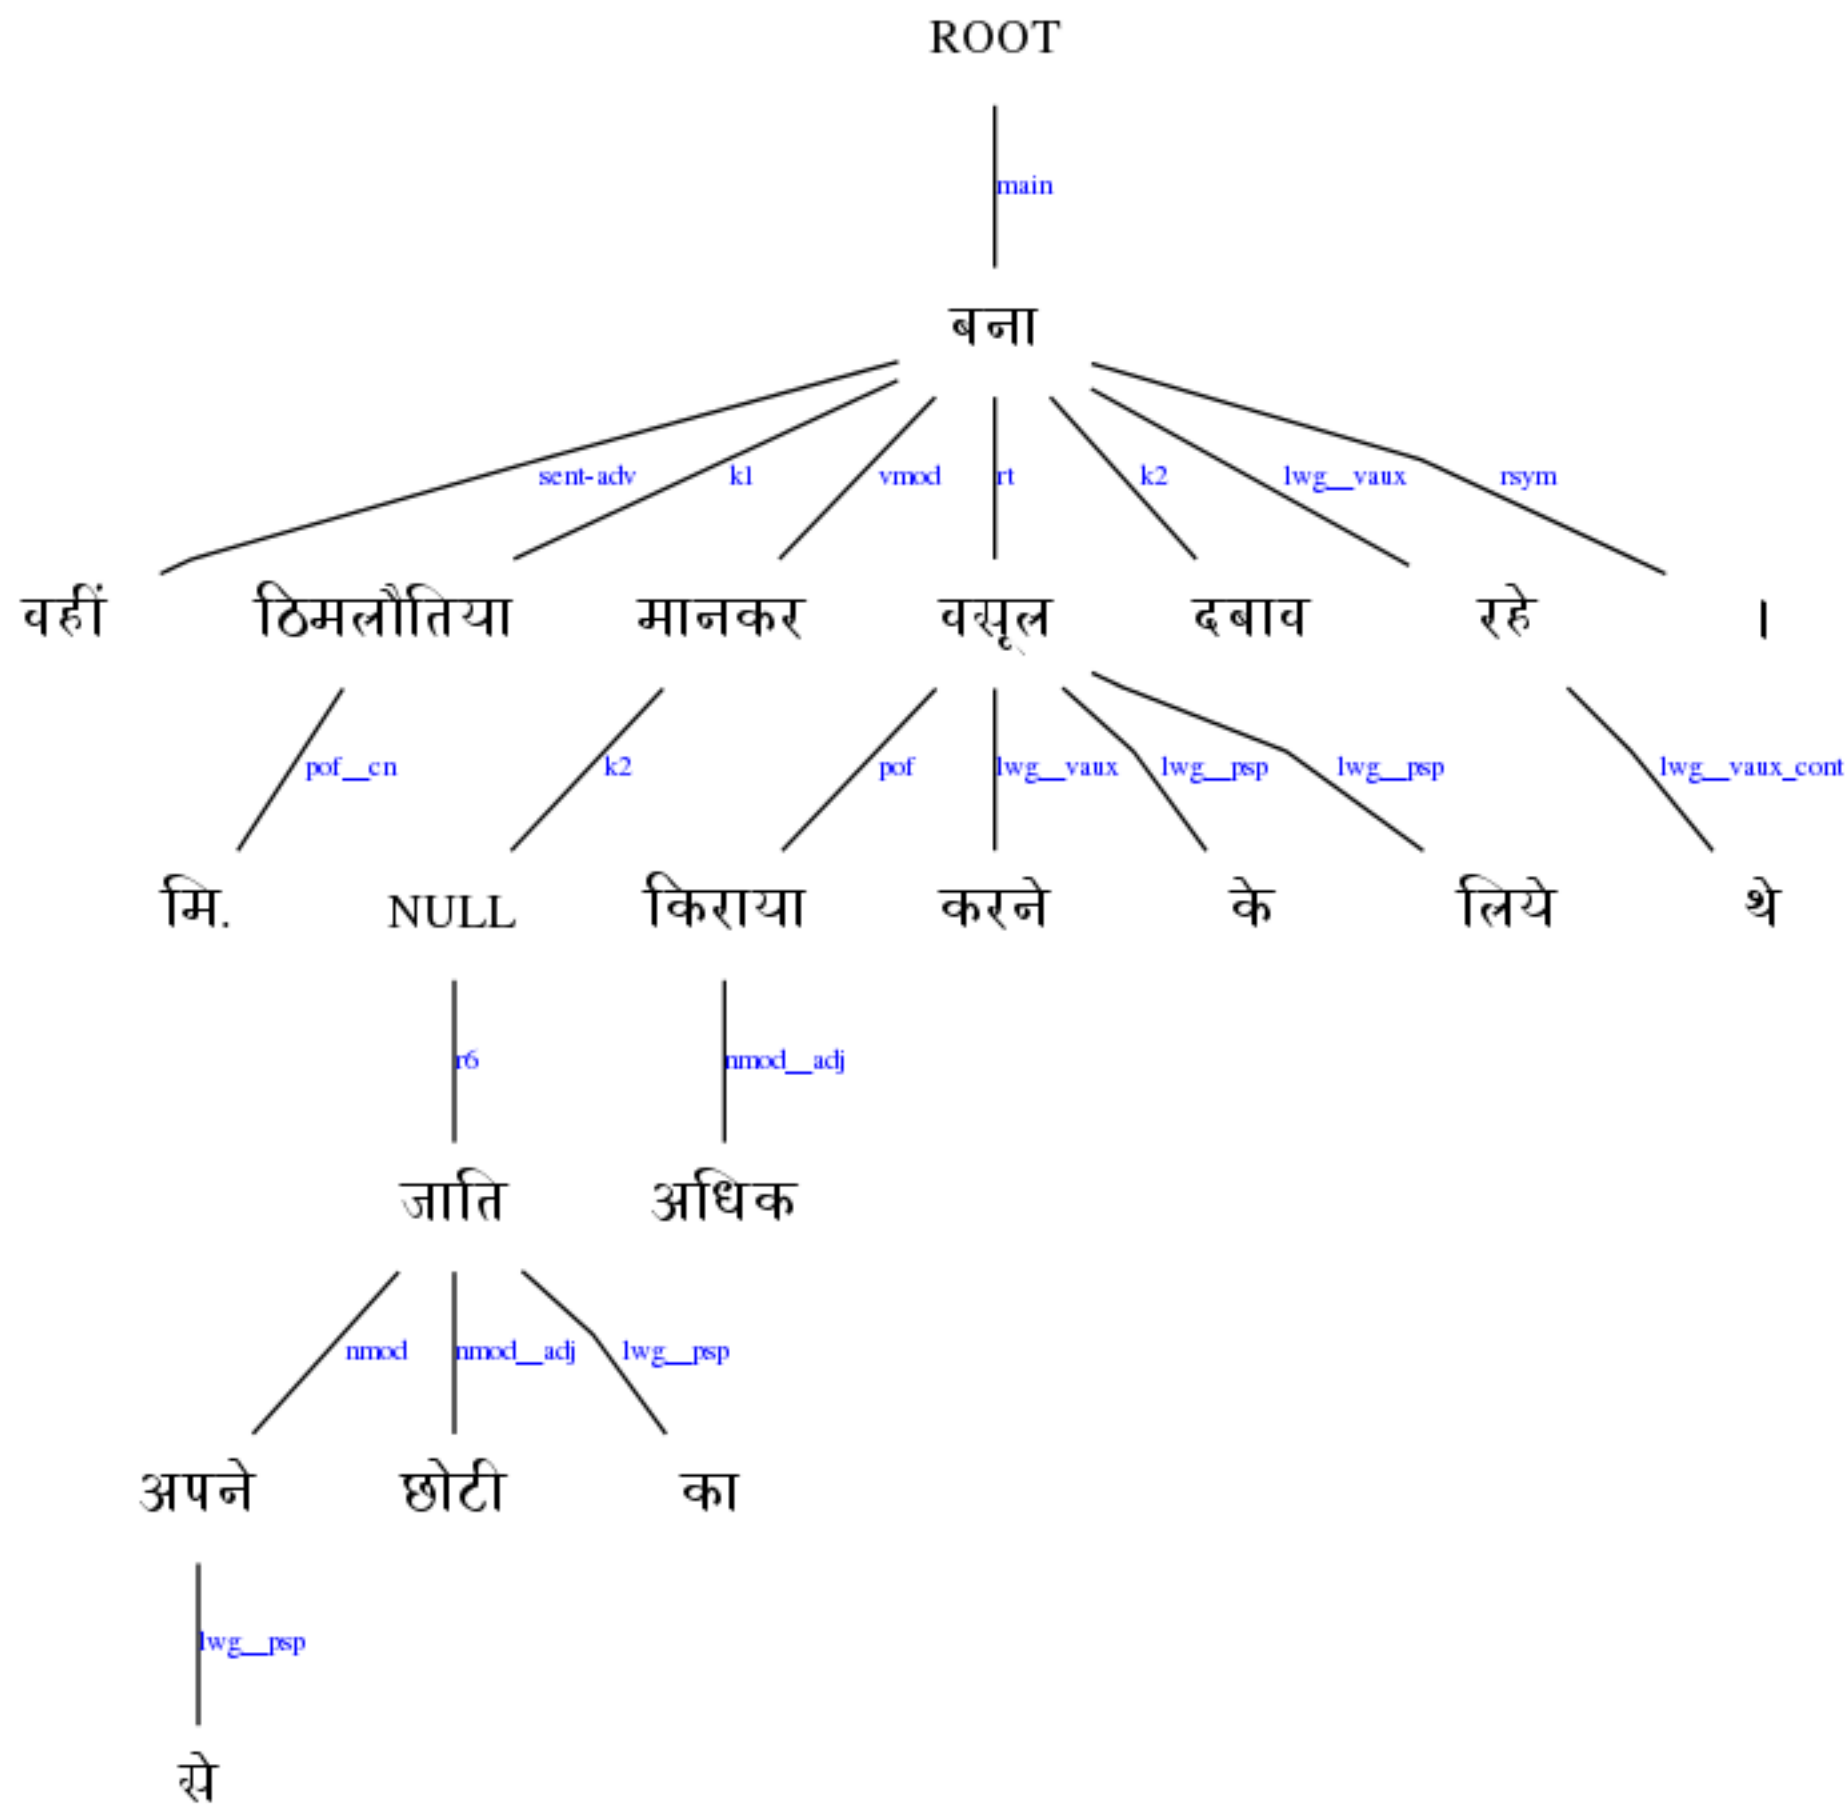 ROOT
main
बना
sent-adv k1 vmod rt k2 lwg__vaux rsym
वहीं ठिमलौतिया मानकर वसूल दबाव रहे ।
pof__cn k2 pof lwg__vaux lwg__psp lwg__psp lwg__vaux_cont
मि. NULL किराया करने के लिये थे
r6 nmod__adj
जाति अधिक
nmod nmod__adj lwg__psp
अपने छोटी का
lwg__psp
से